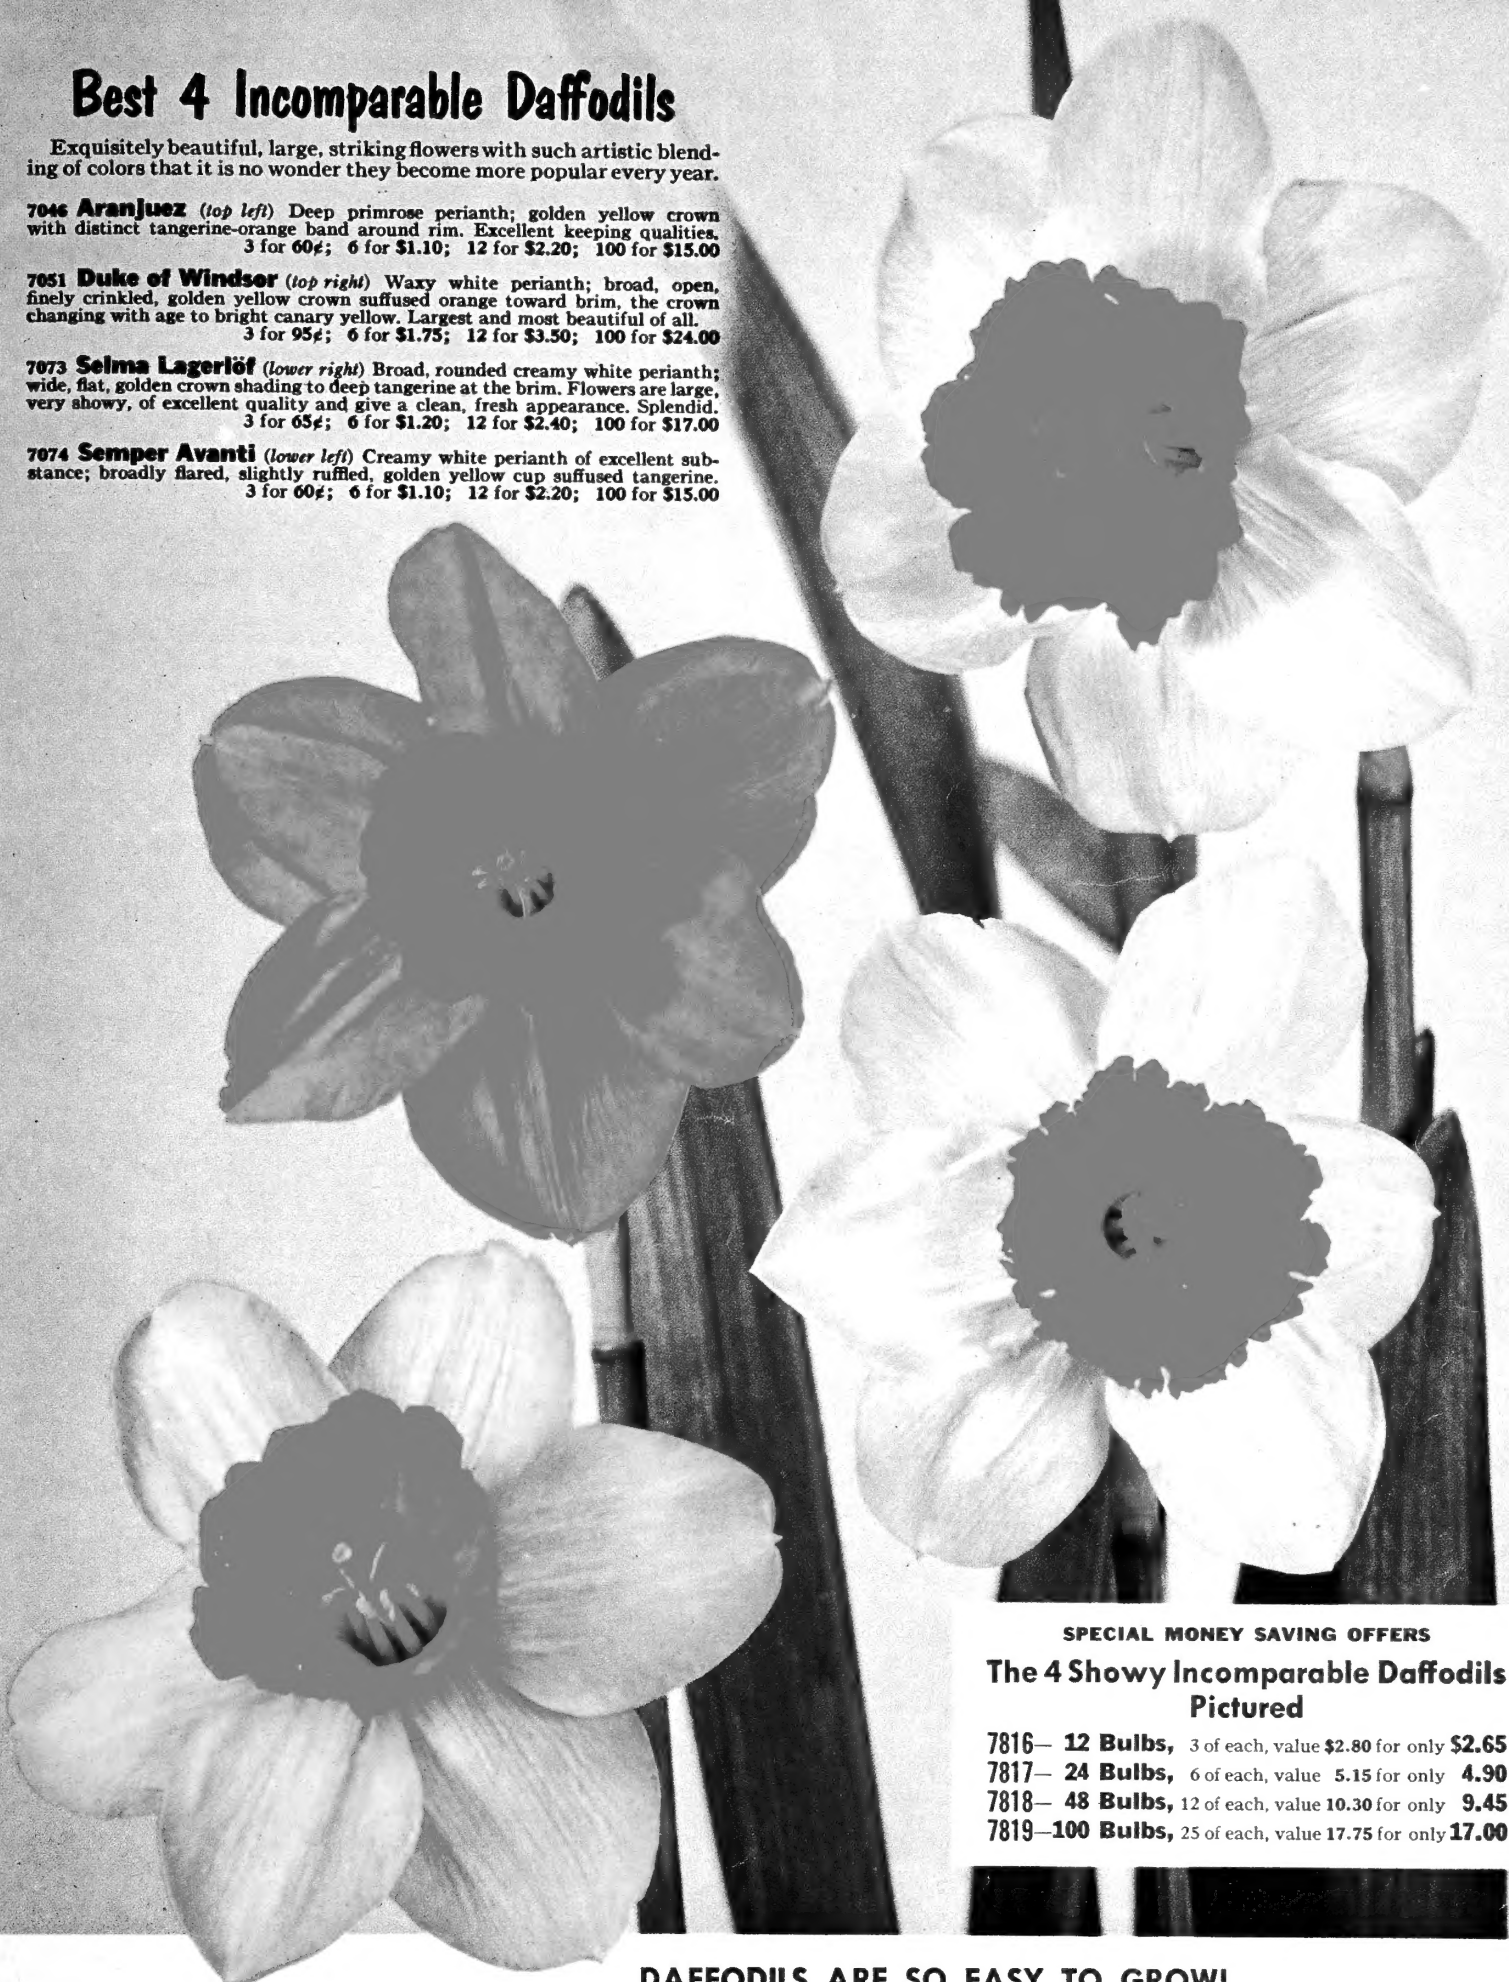 Best 4 Incomparable Daffodils
Exquisitely beautiful, large, striking flowers with such artistic blend-
ing of colors that it is no wonder they become more popular every year.
7046 Aranjuez (top left) Deep primrose perianth; golden yellow crown
with distinct tangerine-orange band around rim. Excellent keeping qualities.
3 for 60¢; 6 for $1.10; 12 for $2.20; 100 for $15.00
7051 Duke of Windsor (top right) Waxy white perianth; broad, open,
finely crinkled, golden yellow crown suffused orange toward brim, the crown
changing with age to bright canary yellow. Largest and most beautiful of all.
3 for 95¢; 6 for $1.75; 12 for $3.50; 100 for $24.00
7073 Selma Lagerlöf (lower right) Broad, rounded creamy white perianth;
wide, flat, golden crown shading to deep tangerine at the brim. Flowers are large,
very showy, of excellent quality and give a clean, fresh appearance. Splendid.
3 for 65¢; 6 for $1.20; 12 for $2.40; 100 for $17.00
7074 Semper Avanti (lower left) Creamy white perianth of excellent sub-
stance; broadly flared, slightly ruffled, golden yellow cup suffused tangerine.
3 for 60¢; 6 for $1.10; 12 for $2.20; 100 for $15.00
SPECIAL MONEY SAVING OFFERS
The 4 Showy Incomparable Daffodils
Pictured
7816— 12 Bulbs, 3 of each, value $2.80 for only $2.65
7817— 24 Bulbs, 6 of each, value 5.15 for only 4.90
7818— 48 Bulbs, 12 of each, value 10.30 for only 9.45
7819—100 Bulbs, 25 of each, value 17.75 for only 17.00
DAFFODILS ARE SO EASY TO GROW!